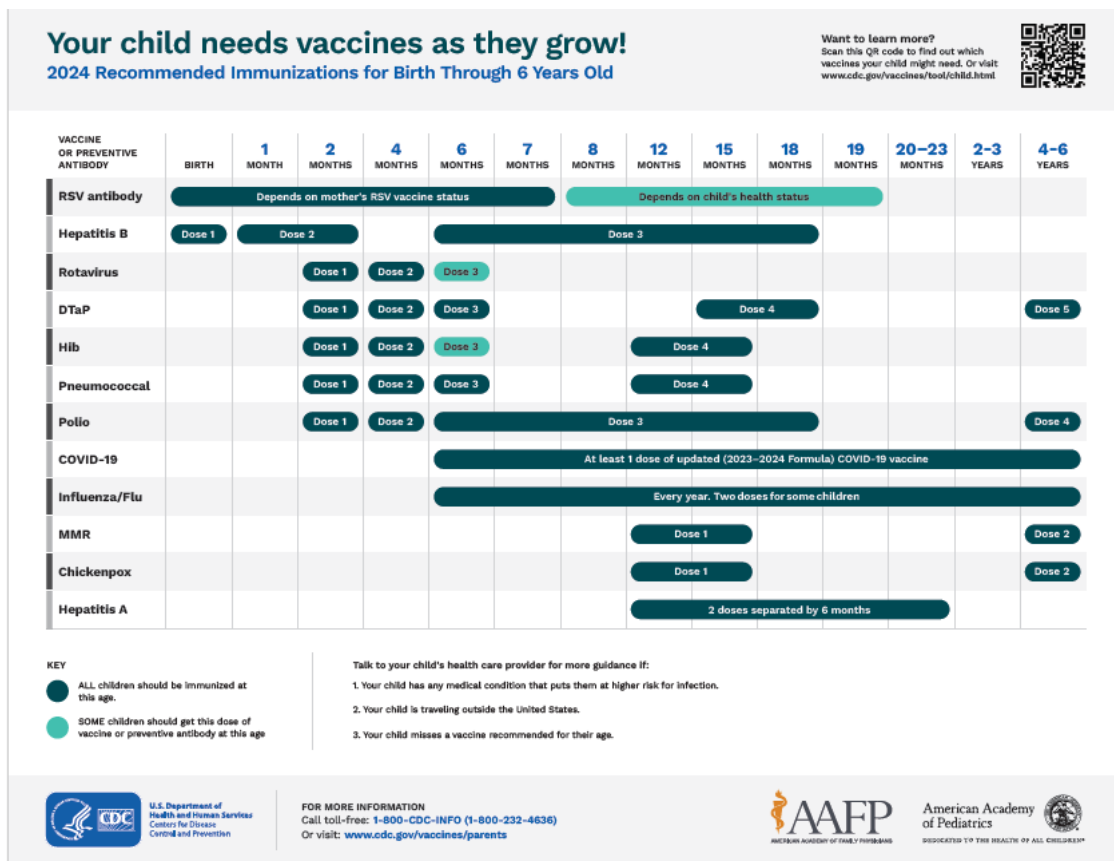 Your child needs vaccines as they grow!
2024 Recommended Immunizations for Birth Through 6 Years Old
Want to learn more?
Scan this QR code to find out which
vaccines your child might need. Or visit
www.cdc.gov/vaccines/tool/child.html
VACCINE
OR PREVENTIVE
ANTIBODY
BIRTH
1
MONTH
2
MONTHS
4
MONTHS
6
MONTHS
7
MONTHS
8
MONTHS
12
MONTHS
15
MONTHS
18
MONTHS
19
MONTHS
20–23
MONTHS
2–3
YEARS
4–6
YEARS
RSV antibody Depends on mother's RSV vaccine status Depends on child's health status
Hepatitis B Dose 1 Dose 2 Dose 3
Rotavirus Dose 1 Dose 2 Dose 3
DTaP Dose 1 Dose 2 Dose 3 Dose 4 Dose 5
Hib Dose 1 Dose 2 Dose 3 Dose 4
Pneumococcal Dose 1 Dose 2 Dose 3 Dose 4
Polio Dose 1 Dose 2 Dose 3 Dose 4
COVID-19 At least 1 dose of updated (2023–2024 Formula) COVID-19 vaccine
Influenza/Flu Every year. Two doses for some children
MMR Dose 1 Dose 2
Chickenpox Dose 1 Dose 2
Hepatitis A 2 doses separated by 6 months
KEY
ALL children should be immunized at
this age.
SOME children should get this dose of
vaccine or preventive antibody at this age
Talk to your child's health care provider for more guidance if:
1. Your child has any medical condition that puts them at higher risk for infection.
2. Your child is traveling outside the United States.
3. Your child misses a vaccine recommended for their age.
CDC
U.S. Department of
Health and Human Services
Centers for Disease
Control and Prevention
FOR MORE INFORMATION
Call toll-free: 1-800-CDC-INFO (1-800-232-4636)
Or visit: www.cdc.gov/vaccines/parents
AAFP
AMERICAN ACADEMY OF FAMILY PHYSICIANS
American Academy
of Pediatrics
DEDICATED TO THE HEALTH OF ALL CHILDREN®